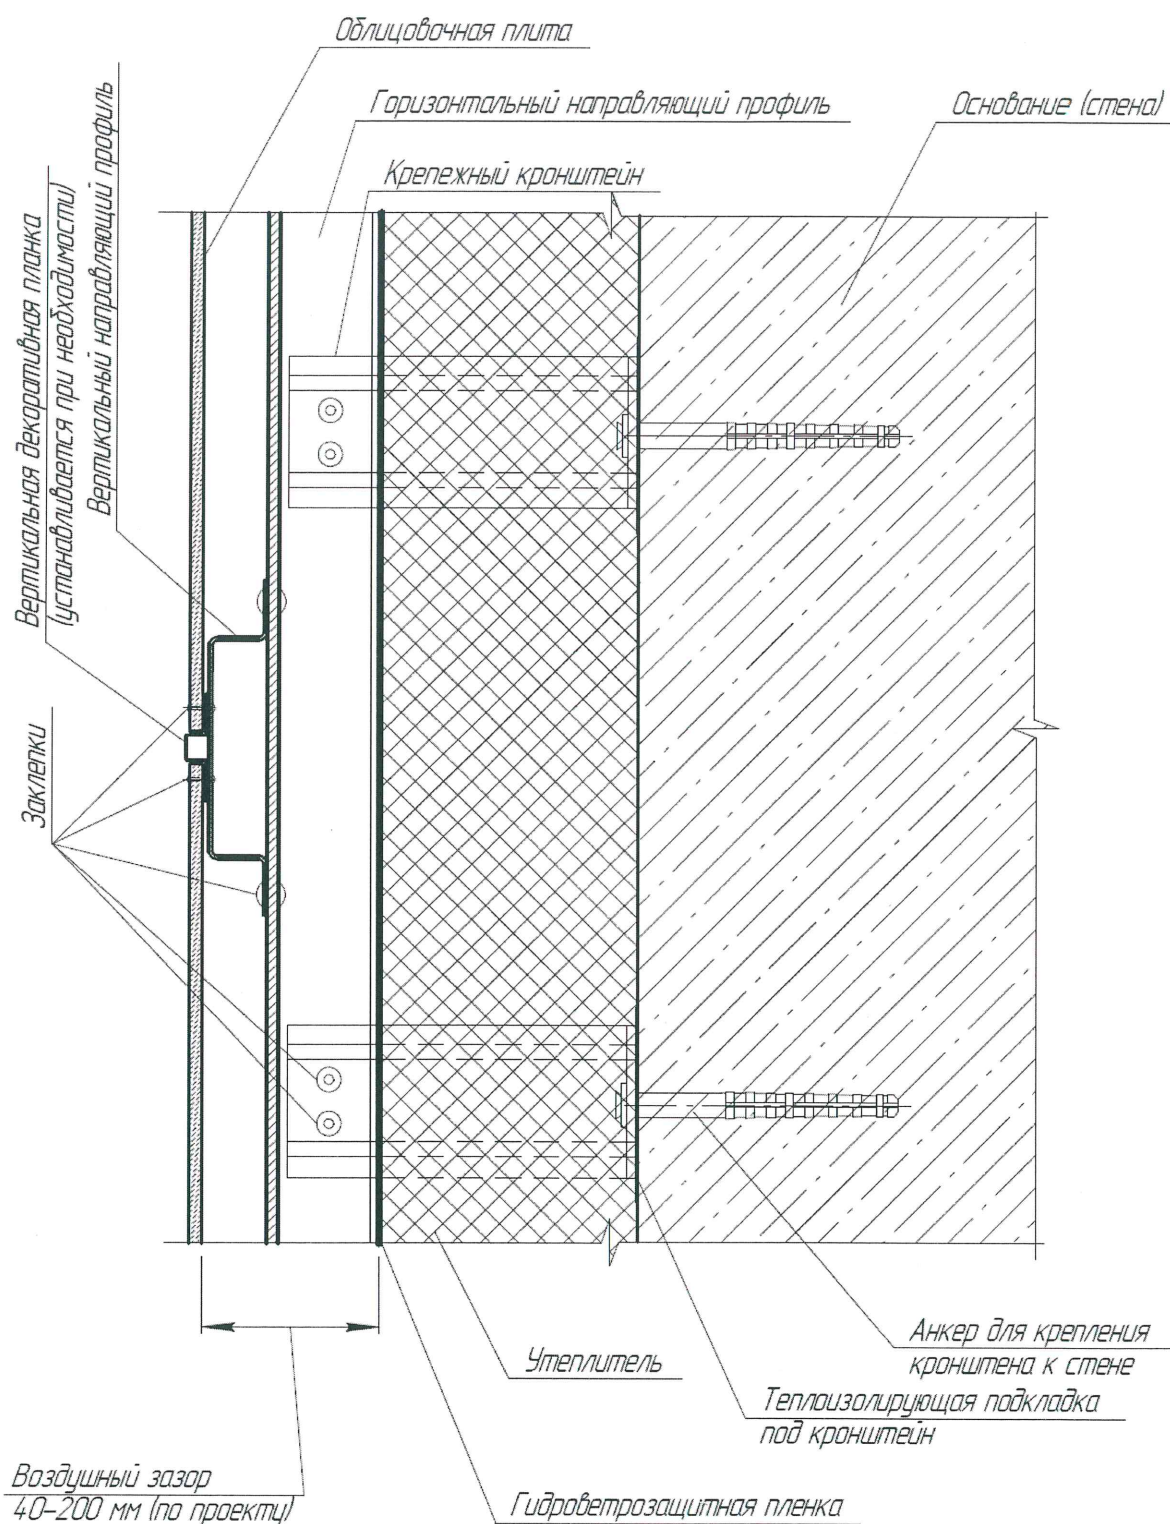 Облицовочная плита
Горизонтальный направляющий профиль
Основание (стена)
Крепежный кронштейн
Вертикальный направляющий профиль
Вертикальная декоративная планка
(устанавливается при необходимости)
Заклепки
Анкер для крепления
кронштена к стене
Утеплитель
Теплоизолирующая подкладка
под кронштейн
Воздушный зазор
40-200 мм (по проекту)
Гидроветрозащитная пленка